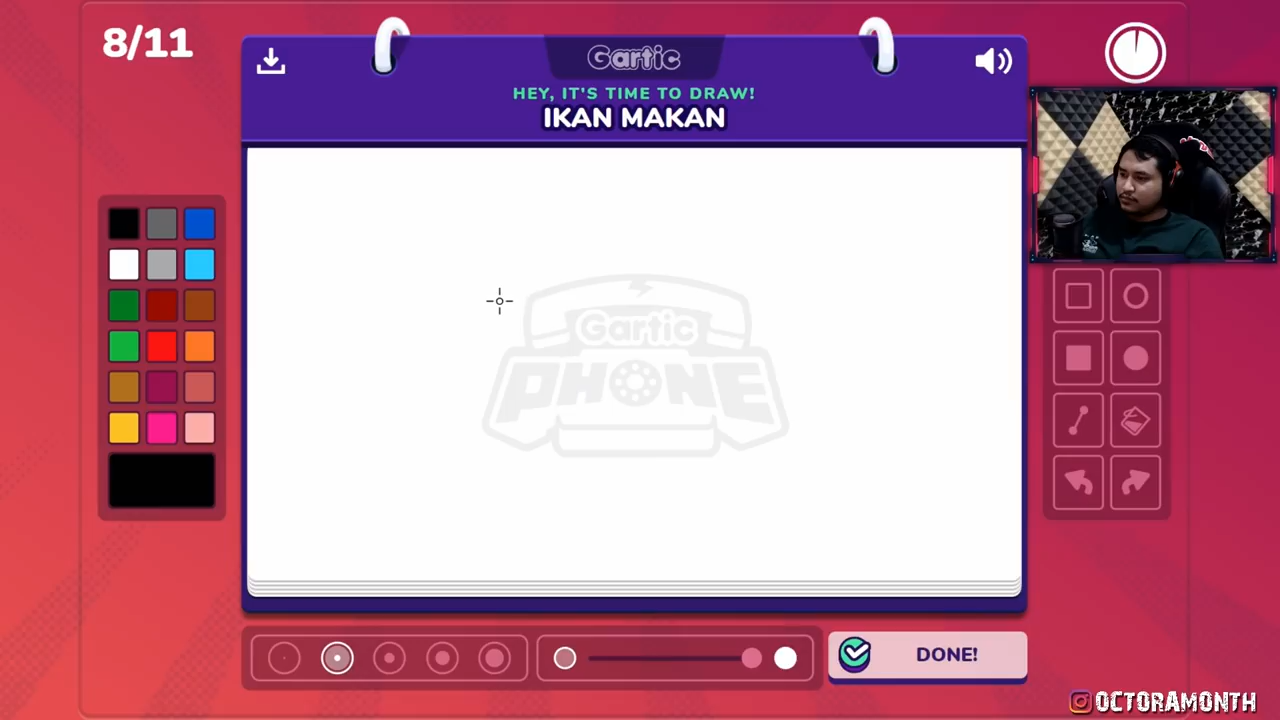 8/11
Gartic
HEY, IT'S TIME TO DRAW!
IKAN MAKAN
Gartic
PHONE
DONE!
OCTORAMONTH